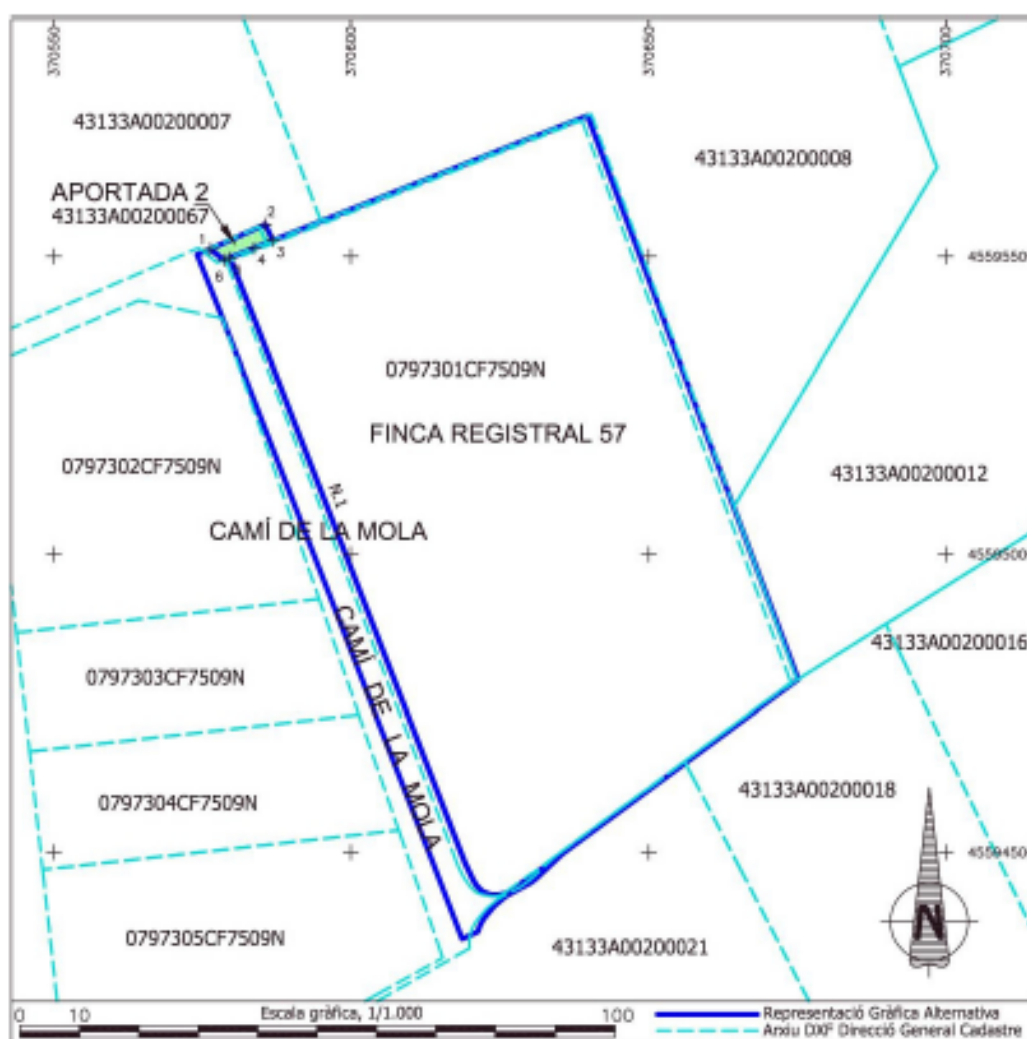 370550
370600
370650
370700
43133A00200007
43133A00200008
APORTADA 2
43133A00200067
1
2
3
4
6
4559550
0797301CF7509N
FINCA REGISTRAL 57
0797302CF7509N
43133A00200012
N.1
CAMÍ DE LA MOLA
4559500
CAMÍ DE LA MOLA
43133A00200016
0797303CF7509N
43133A00200018
0797304CF7509N
4559450
0797305CF7509N
43133A00200021
N
0 10 Escala gràfica, 1/1.000 100
Representació Gràfica Alternativa
Arxiu DXF Direcció General Cadastre